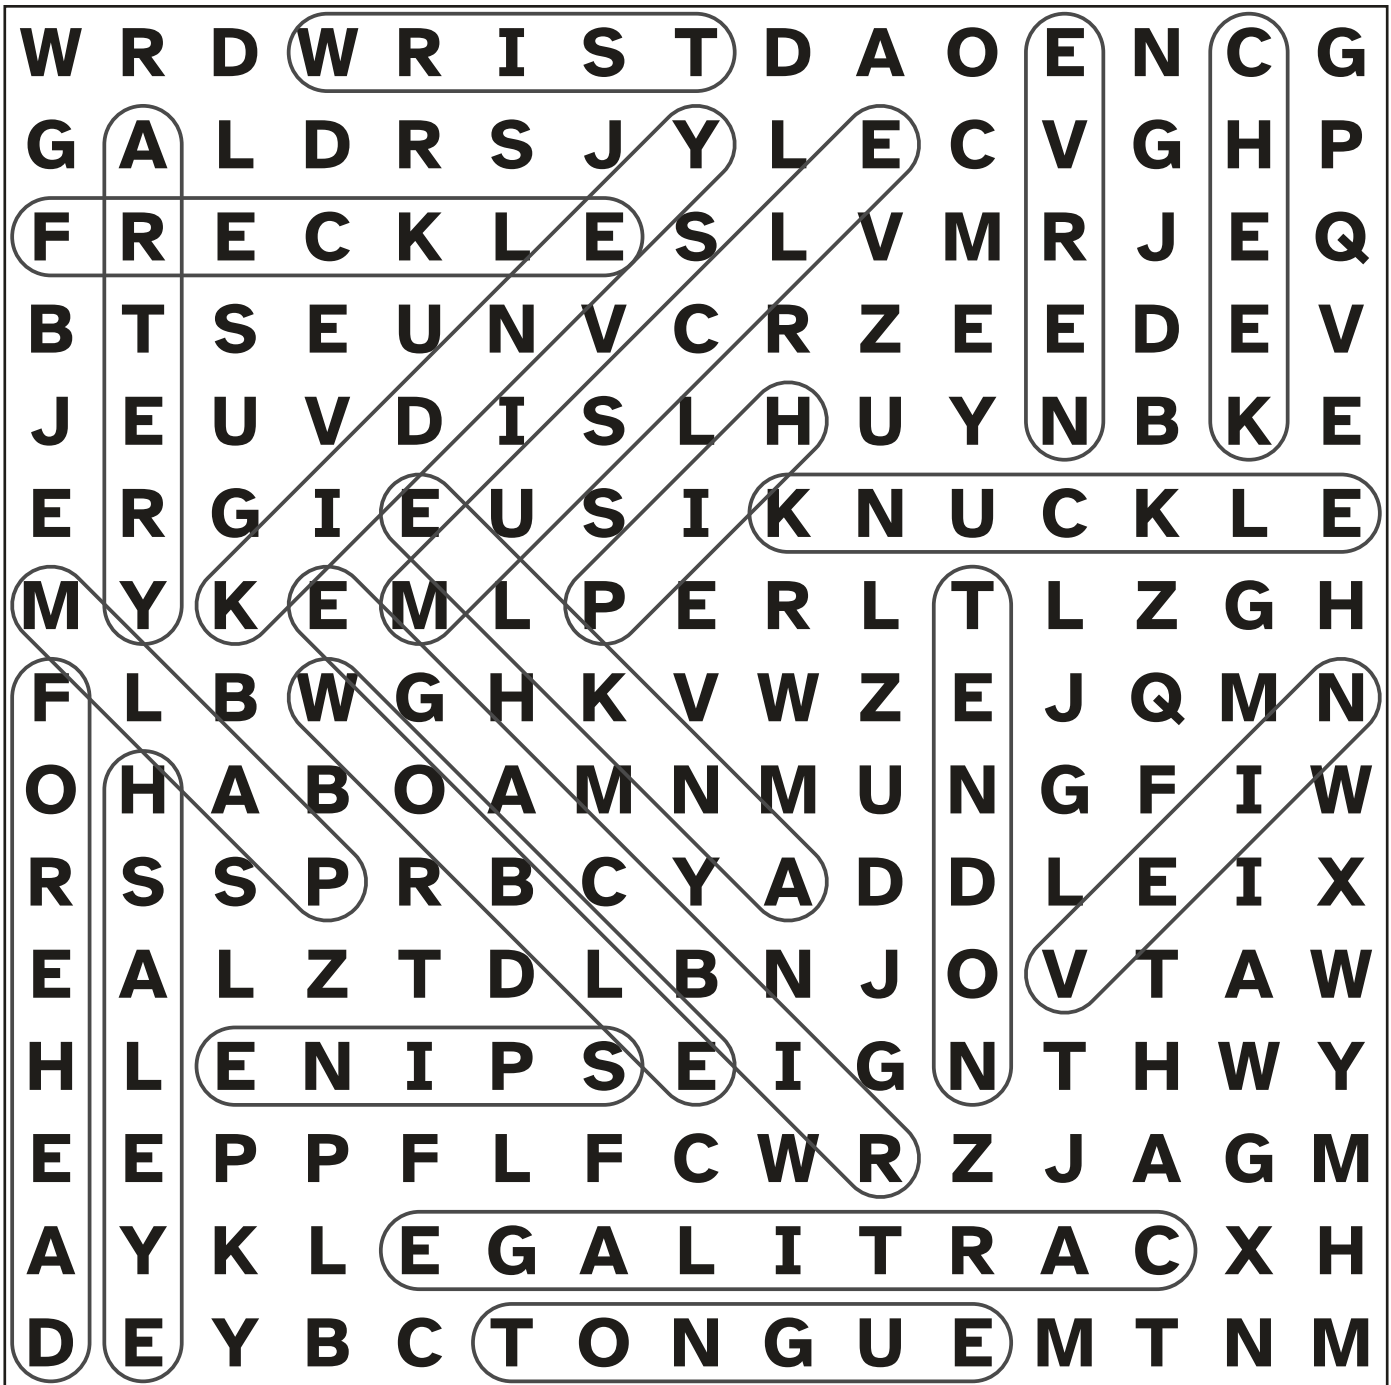 W R D W R I S T D A O E N C G
G A L D R S J Y L E C V G H P
F R E C K L E S L V M R J E Q
B T S E U N V C R Z E E D E V
J E U V D I S L H U Y N B K E
E R G I E U S I K N U C K L E
M Y K E M L P E R L T L Z G H
F L B W G H K V W Z E J Q M N
O H A B O A M N M U N G F I W
R S S P R B C Y A D D L E I X
E A L Z T D L B N J O V T A W
H L E N I P S E I G N T H W Y
E E P P F L F C W R Z J A G M
A Y K L E G A L I T R A C X H
D E Y B C T O N G U E M T N M